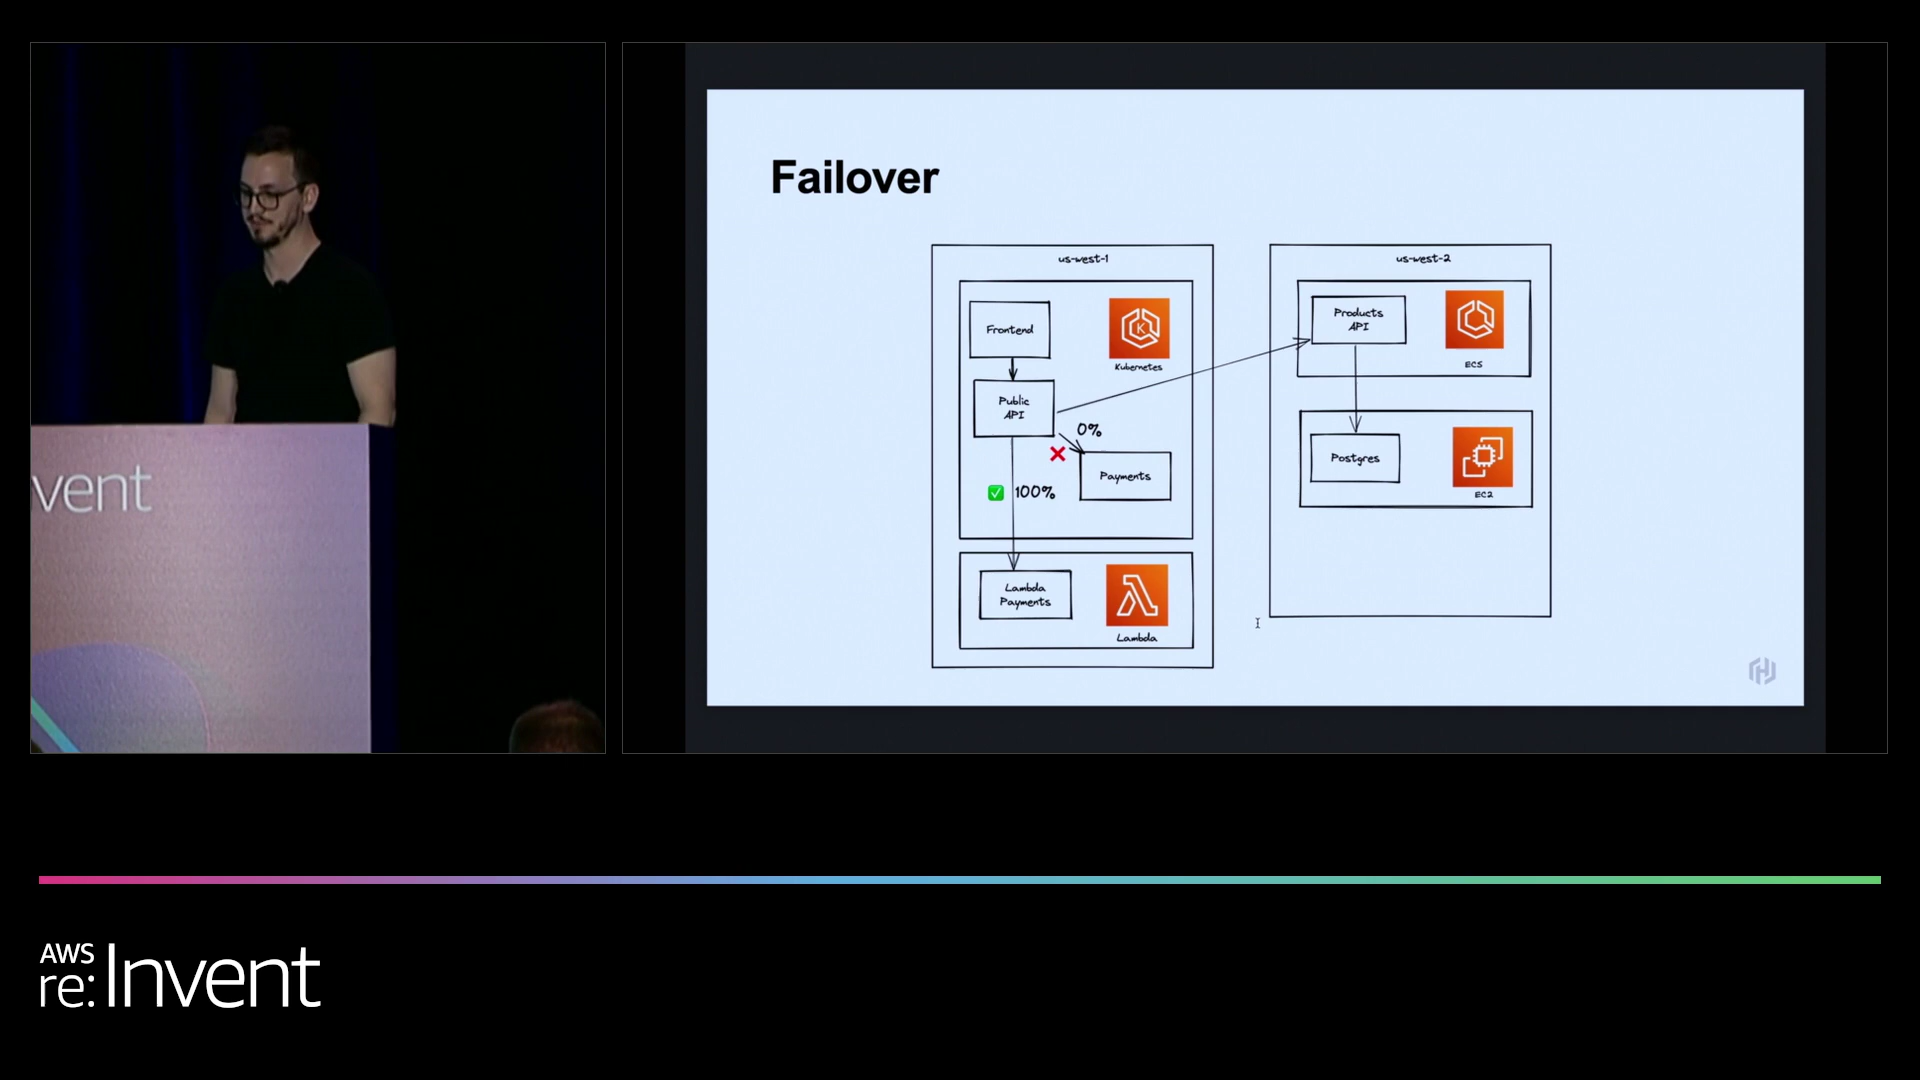 vent
Failover
us-west-1
Frontend
Kubernetes
Public
API
0%
❌
Payments
✅ 100%
Lambda
Payments
Lambda
us-west-2
Products
API
ECS
Postgres
EC2
AWS
re:Invent